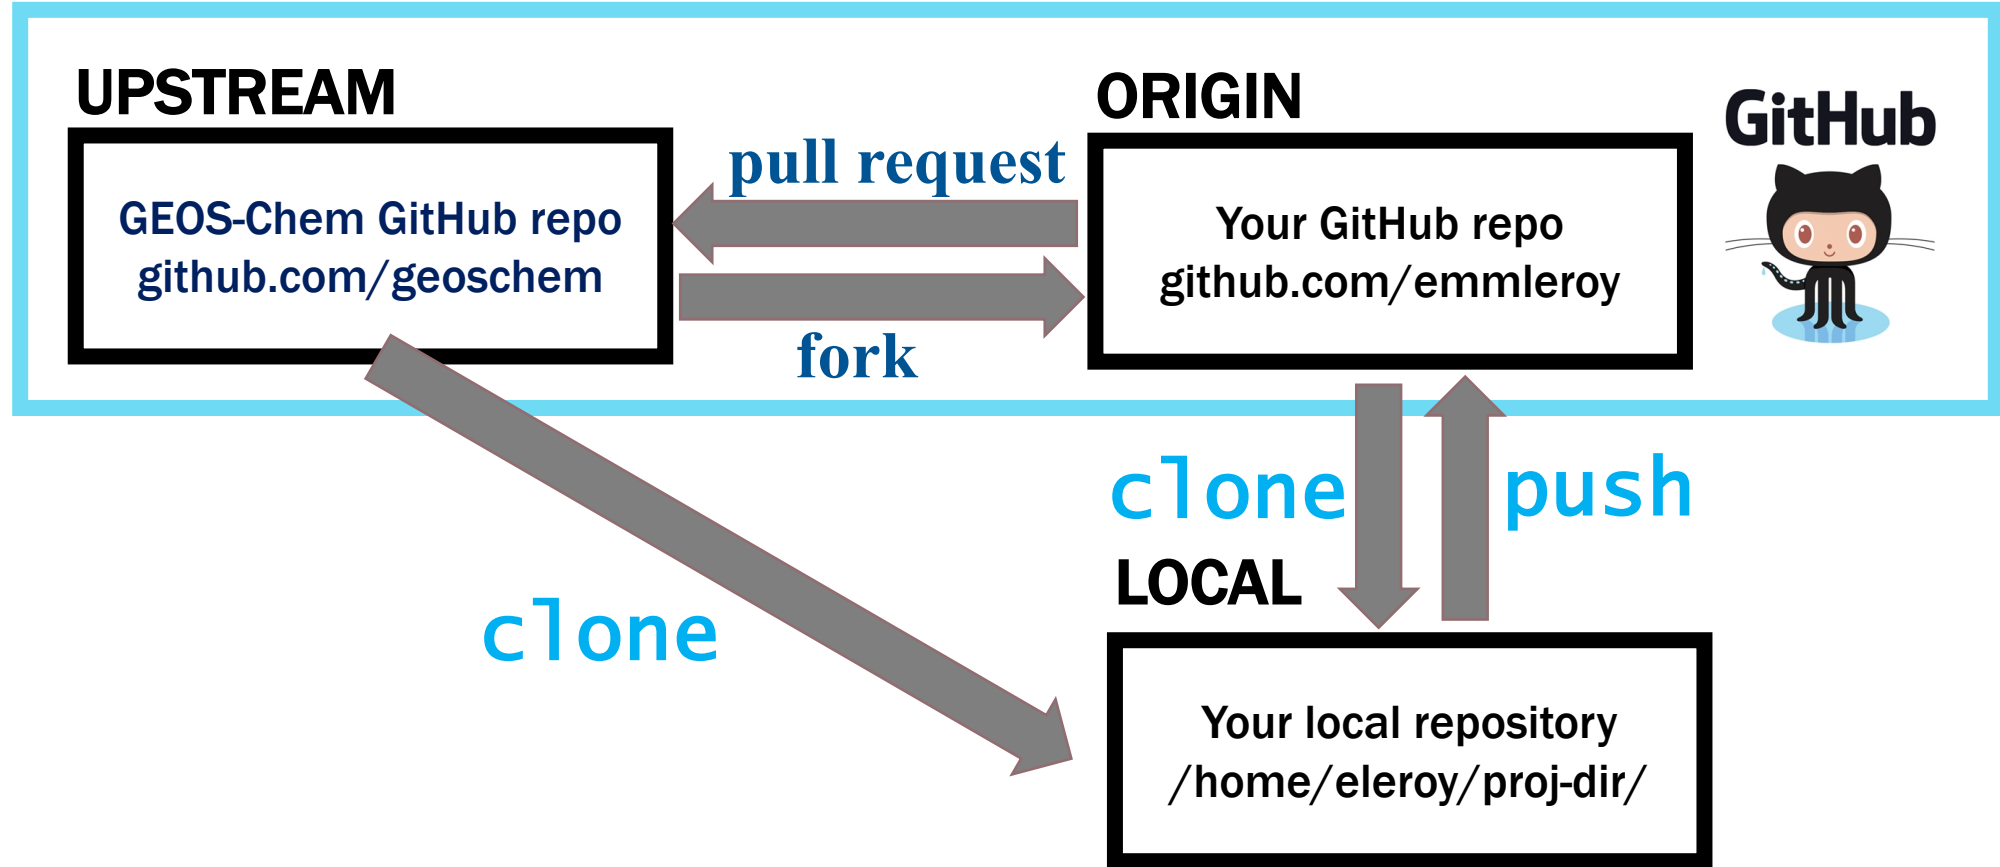 UPSTREAM
GEOS-Chem GitHub repo
github.com/geoschem
pull request
fork
ORIGIN
Your GitHub repo
github.com/emmleroy
GitHub
clone
clone
push
LOCAL
Your local repository
/home/eleroy/proj-dir/